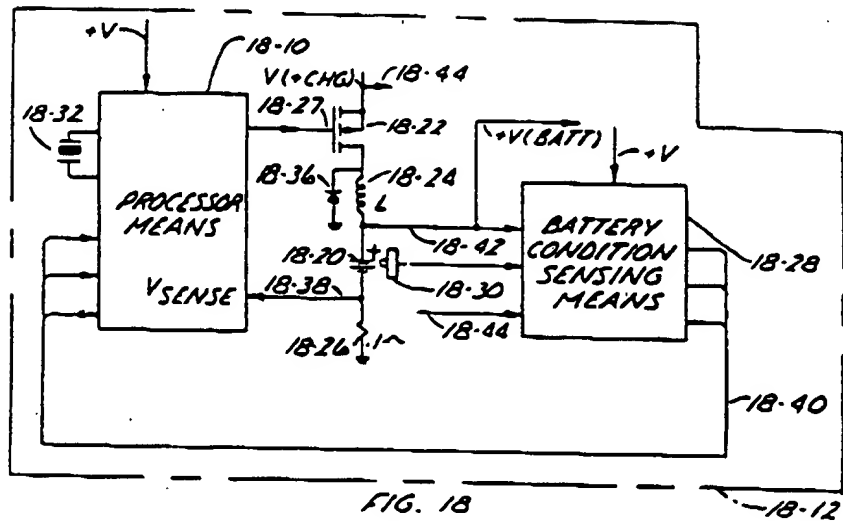 +V
18-10
V(+CHG)
18-44
18-32
18-27
18-22
+V(BATT)
+V
18-36
18-24
L
PROCESSOR
MEANS
BATTERY
CONDITION
SENSING
MEANS
18-28
18-20
+
18-42
VSENSE
18-38
18-30
18-44
18-26
.1~
18-40
FIG. 18
18-12